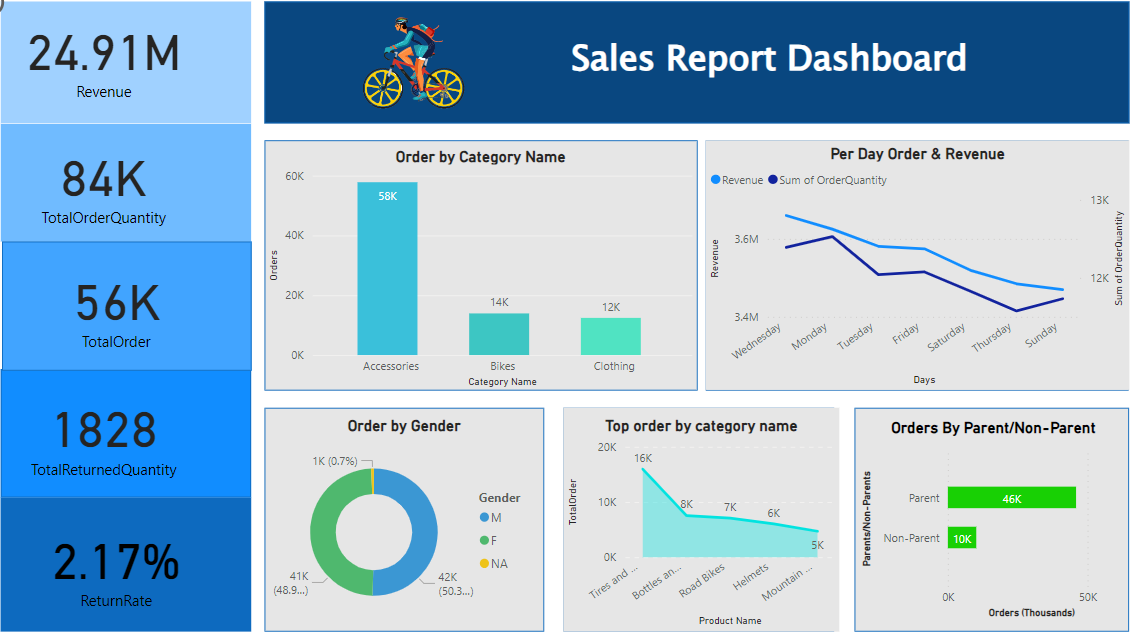 24.91M
Revenue
84K
TotalOrderQuantity
56K
TotalOrder
1828
TotalReturnedQuantity
2.17%
ReturnRate
Sales Report Dashboard
Order by Category Name
60K
40K
20K
0K
Orders
58K
14K
12K
Accessories
Bikes
Clothing
Category Name
Per Day Order & Revenue
Revenue
Sum of OrderQuantity
3.6M
3.4M
Revenue
13K
12K
Sum of OrderQuantity
Wednesday
Monday
Tuesday
Friday
Saturday
Thursday
Sunday
Days
Order by Gender
1K (0.7%)
41K
(48.9...)
42K
(50.3...)
Gender
M
F
NA
Top order by category name
20K
10K
0K
TotalOrder
16K
8K
7K
6K
5K
Tires and ...
Bottles an...
Road Bikes
Helmets
Mountain ...
Product Name
Orders By Parent/Non-Parent
Parents/Non-Parents
Parent
46K
Non-Parent
10K
0K
50K
Orders (Thousands)